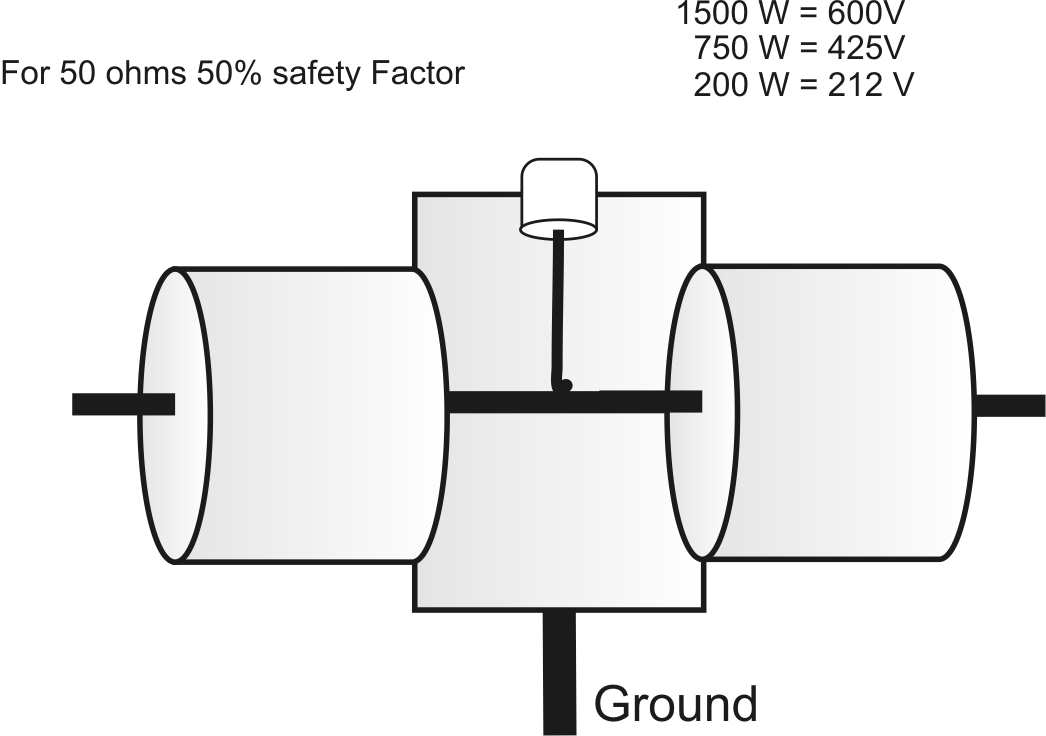 1500 W = 600V
For 50 ohms 50% safety Factor
750 W = 425V
200 W = 212 V
Ground